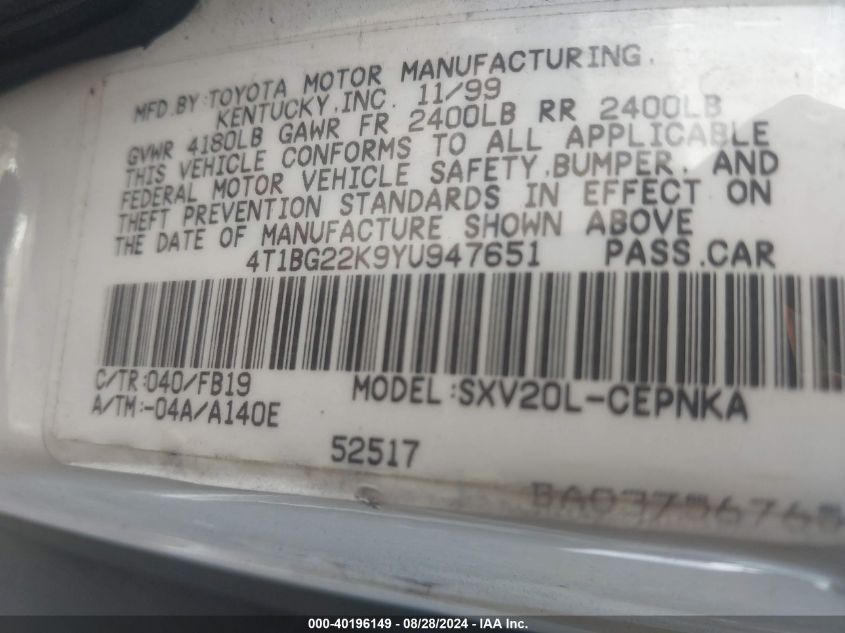 MFD.BY:TOYOTA MOTOR MANUFACTURING.
KENTUCKY,INC. 11/99
GVWR 4180LB GAWR FR 2400LB RR 2400LB
THIS VEHICLE CONFORMS TO ALL APPLICABLE
FEDERAL MOTOR VEHICLE SAFETY,BUMPER, AND
THEFT PREVENTION STANDARDS IN EFFECT ON
THE DATE OF MANUFACTURE SHOWN ABOVE
4T1BG22K9YU947651 PASS.CAR
C/TR:040/FB19 MODEL:SXV20L-CEPNKA
A/TM:-04A/A140E
52517
000-40196149 - 08/28/2024 - IAA, Inc.